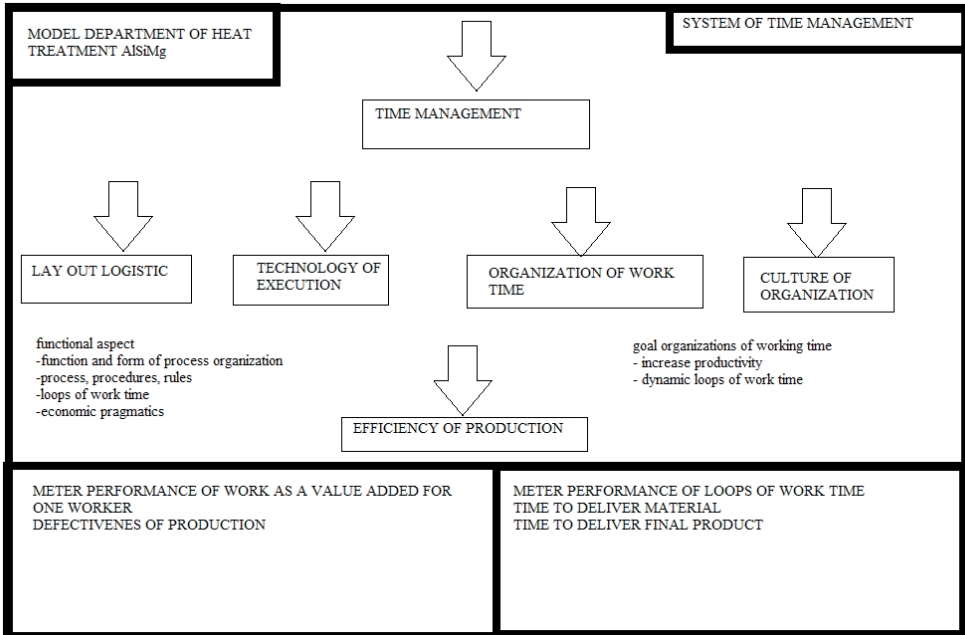 MODEL DEPARTMENT OF HEAT
TREATMENT AlSiMg
SYSTEM OF TIME MANAGEMENT
TIME MANAGEMENT
LAY OUT LOGISTIC
TECHNOLOGY OF
EXECUTION
ORGANIZATION OF WORK
TIME
CULTURE OF
ORGANIZATION
functional aspect
-function and form of process organization
-process, procedures, rules
-loops of work time
-economic pragmatics
goal organizations of working time
- increase productivity
- dynamic loops of work time
EFFICIENCY OF PRODUCTION
METER PERFORMANCE OF WORK AS A VALUE ADDED FOR
ONE WORKER
DEFECTIVENES OF PRODUCTION
METER PERFORMANCE OF LOOPS OF WORK TIME
TIME TO DELIVER MATERIAL
TIME TO DELIVER FINAL PRODUCT